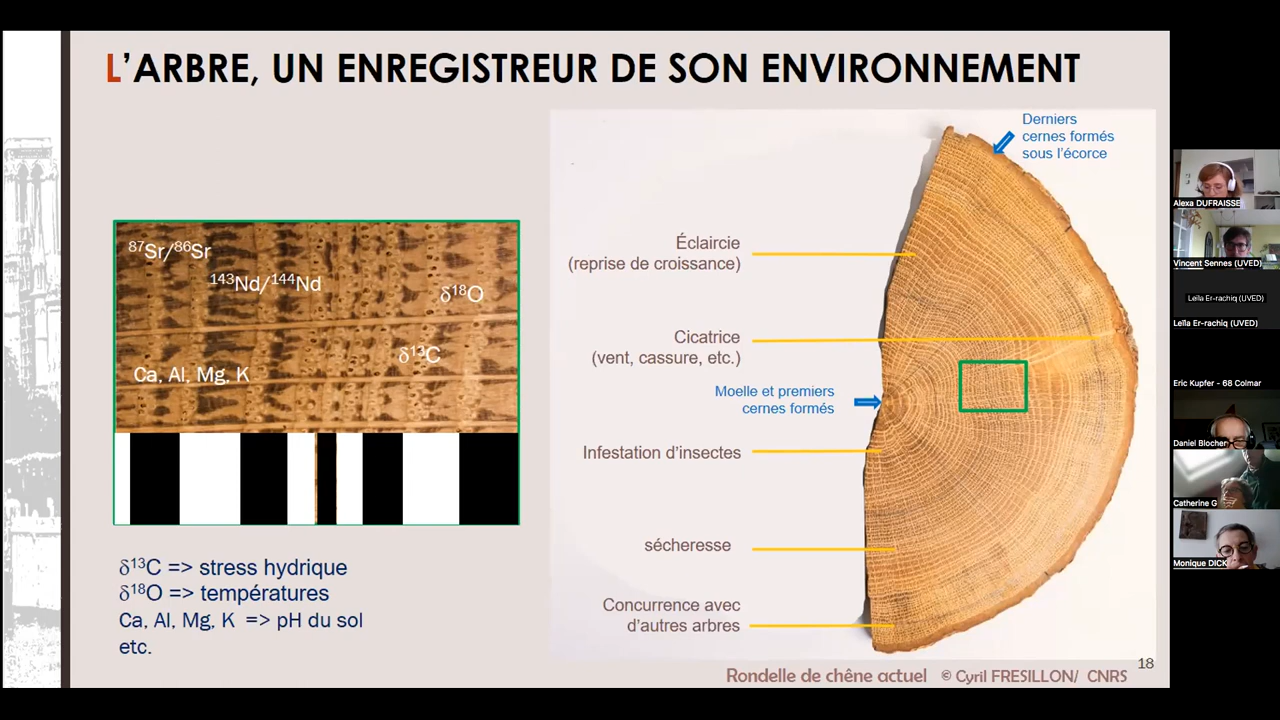 L'ARBRE, UN ENREGISTREUR DE SON ENVIRONNEMENT
⁸⁷Sr/⁸⁶Sr
¹⁴³Nd/¹⁴⁴Nd
δ¹⁸O
δ¹³C
Ca, Al, Mg, K
δ¹³C => stress hydrique
δ¹⁸O => températures
Ca, Al, Mg, K => pH du sol
etc.
Derniers
cernes formés
sous l'écorce
Éclaircie
(reprise de croissance)
Cicatrice
(vent, cassure, etc.)
Moelle et premiers
cernes formés
Infestation d'insectes
sécheresse
Concurrence avec
d'autres arbres
18
Rondelle de chêne actuel © Cyril FRESILLON/ CNRS
Alexa DUFRAISSE
Vincent Sennes (UVED)
Leïla Er-rachiq (UVED)
Leïla Er-rachiq (UVED)
Eric Kupfer - 68 Colmar
Daniel Blocher
Catherine G
Monique DICK